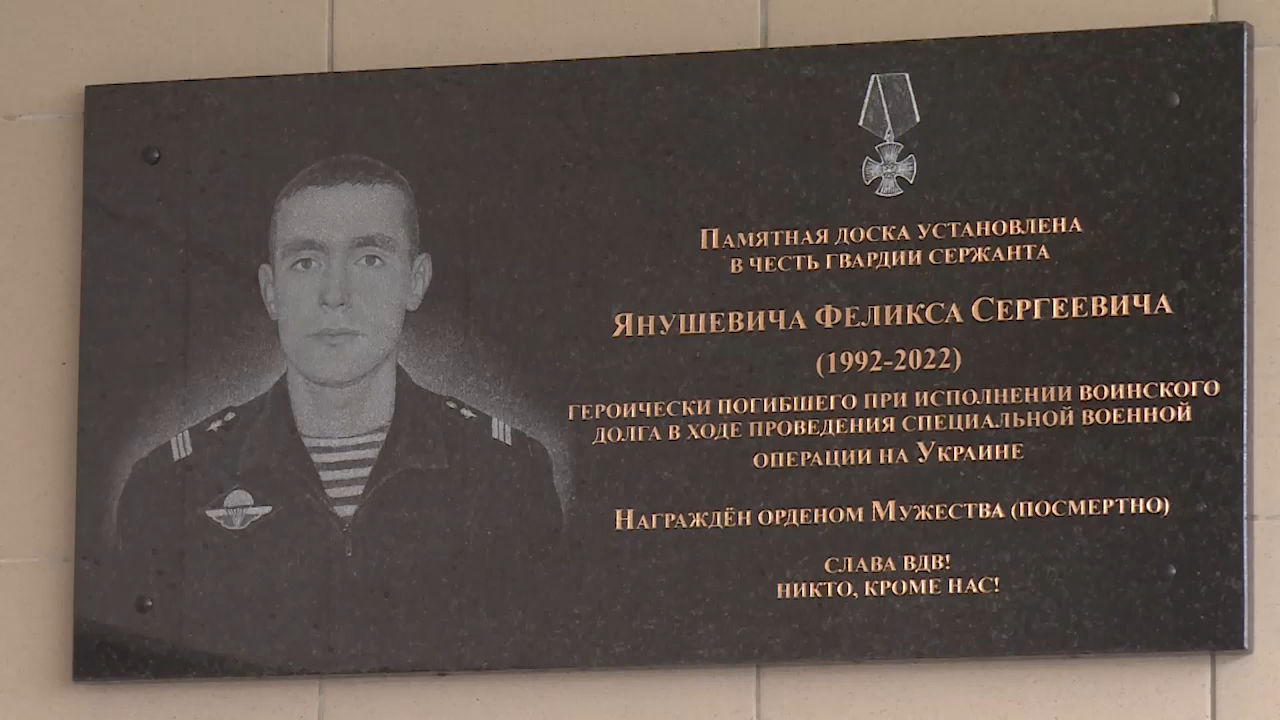 Памятная доска установлена
в честь гвардии сержанта
Янушевича Феликса Сергеевича
(1992-2022)
героически погибшего при исполнении воинского
долга в ходе проведения специальной военной
операции на Украине
Награждён орденом Мужества (посмертно)
СЛАВА ВДВ!
НИКТО, КРОМЕ НАС!